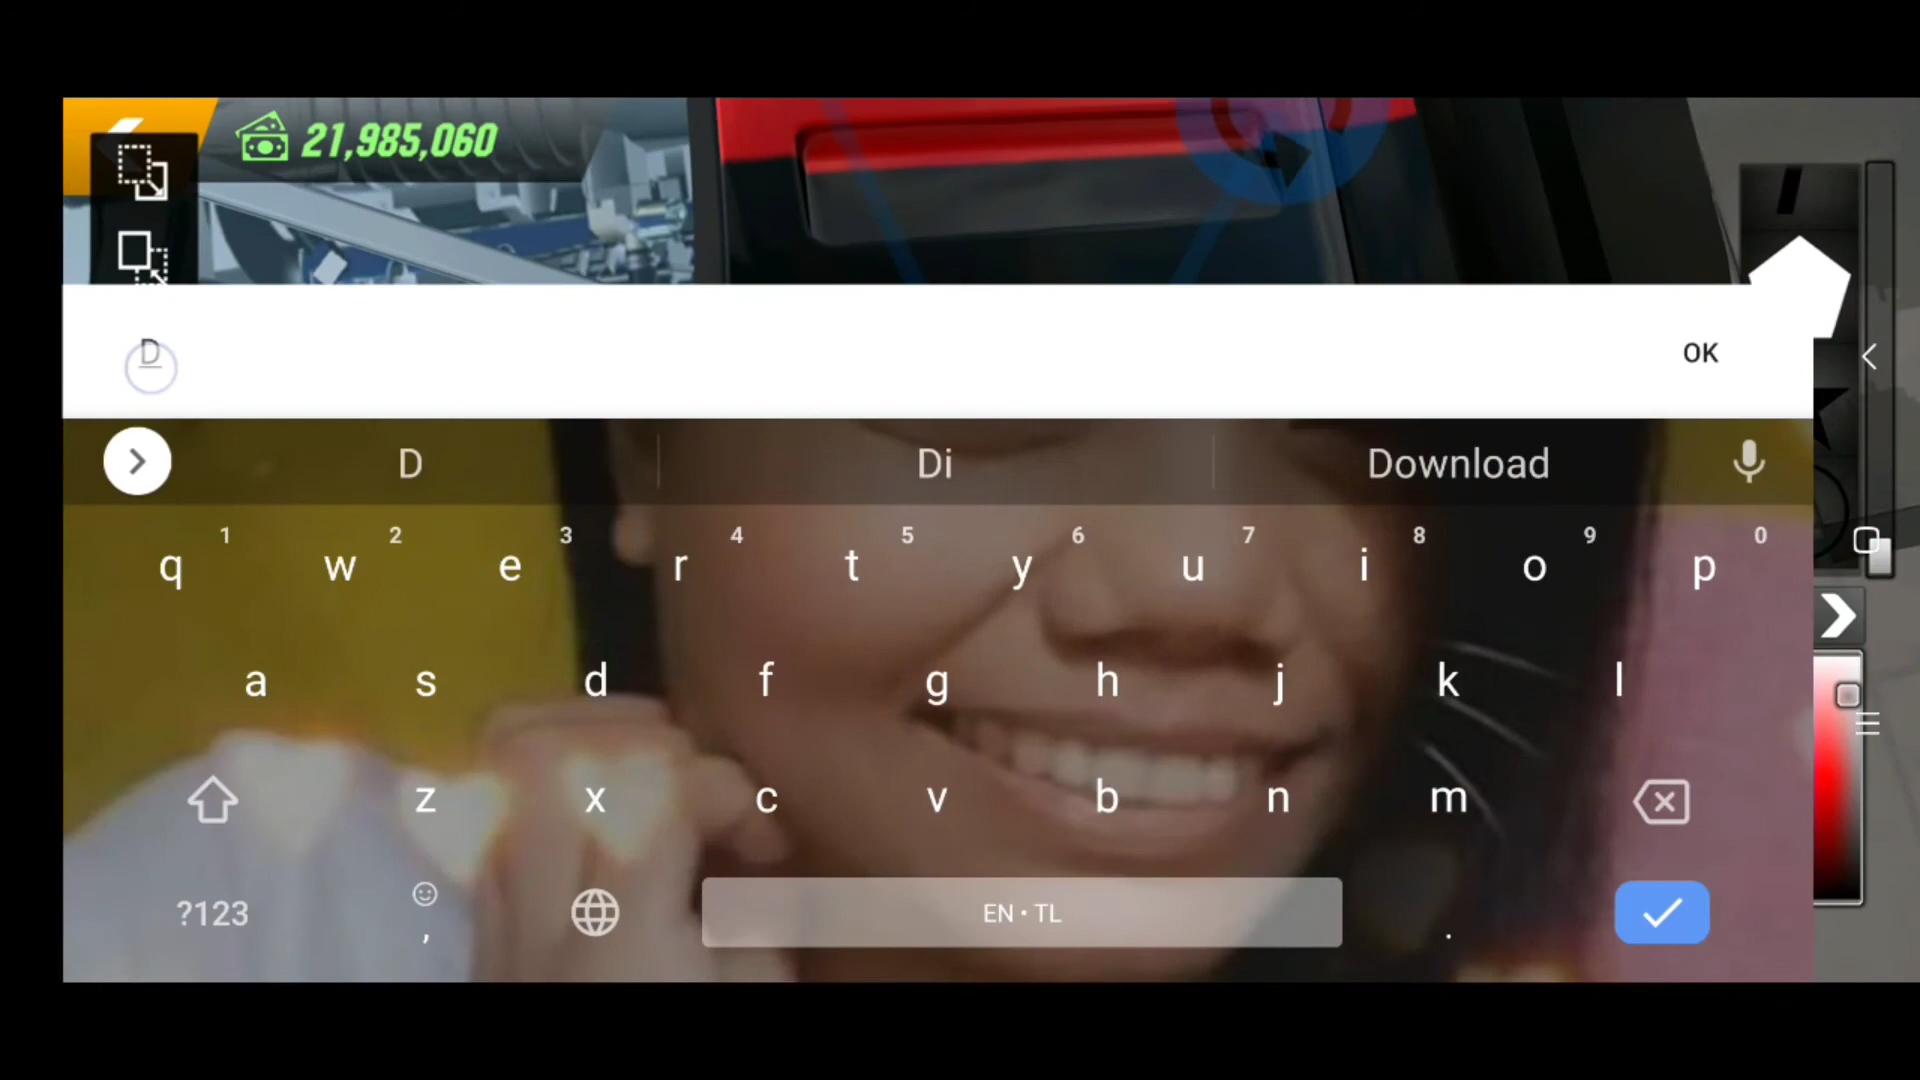 21,985,060
D
OK
D Di Download
1 2 3 4 5 6 7 8 9 0
q w e r t y u i o p
a s d f g h j k l
z x c v b n m
?123 , EN • TL .